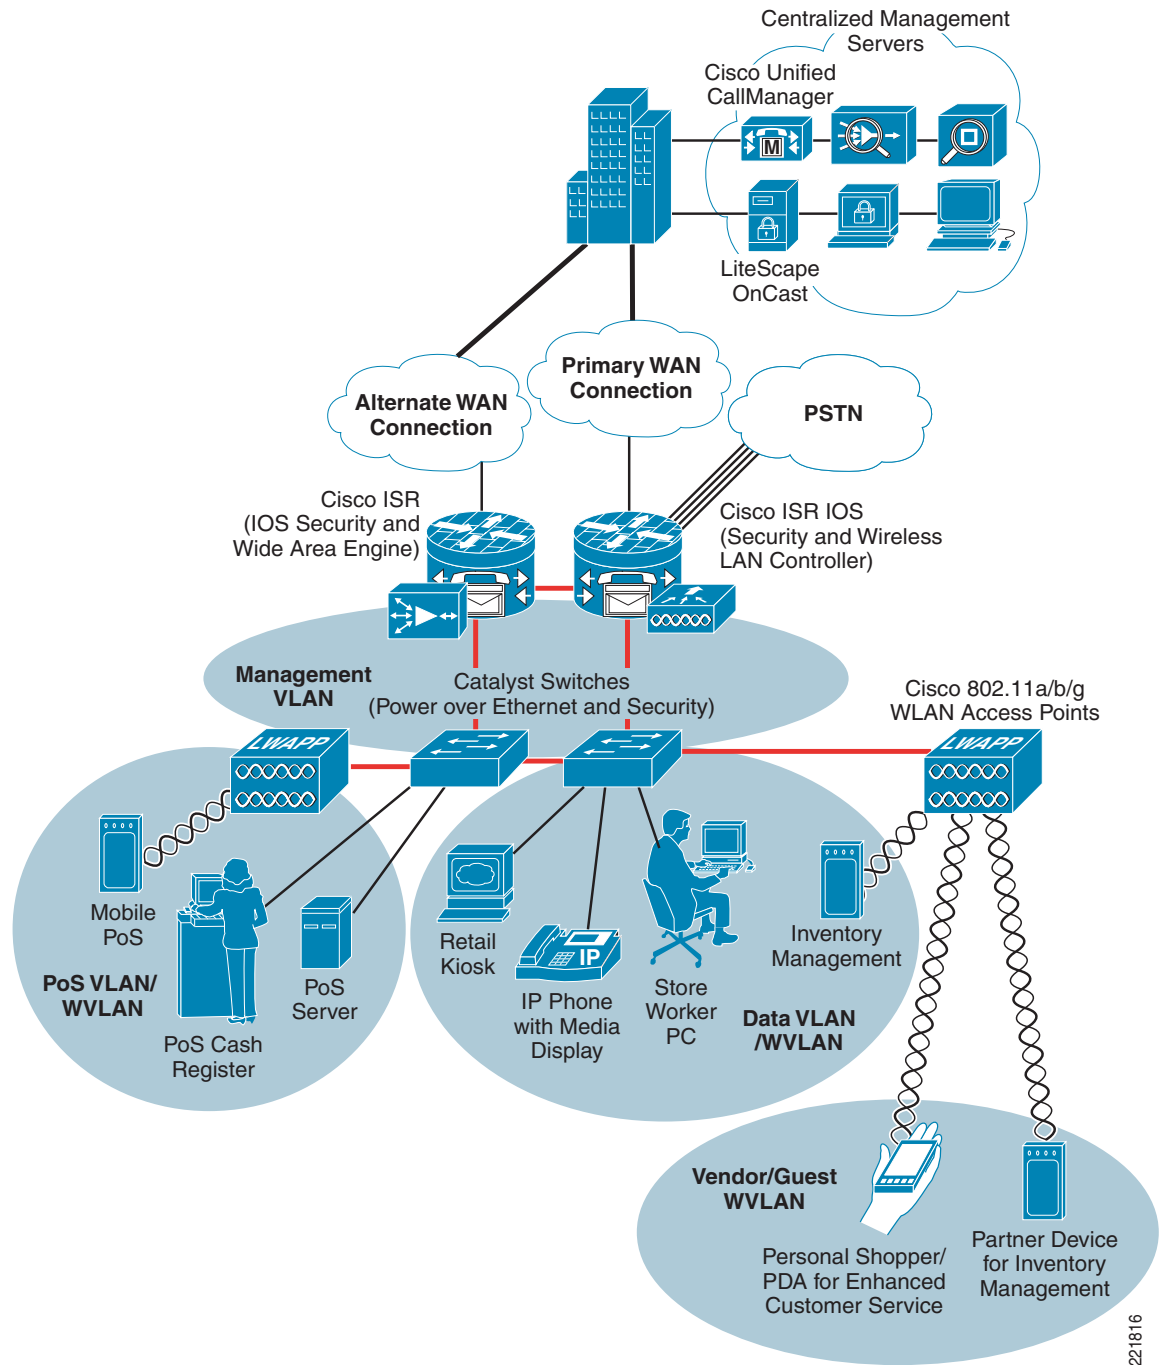 Centralized Management
Servers
Cisco Unified
CallManager
M
LiteScape
OnCast
Primary WAN
Connection
Alternate WAN
Connection
PSTN
Cisco ISR
(IOS Security and
Wide Area Engine)
Cisco ISR IOS
(Security and Wireless
LAN Controller)
Management
VLAN
Catalyst Switches
(Power over Ethernet and Security)
Cisco 802.11a/b/g
WLAN Access Points
LWAPP
LWAPP
Mobile
PoS
PoS VLAN/
WVLAN
PoS
Server
PoS Cash
Register
Retail
Kiosk
IP
IP Phone
with Media
Display
Store
Worker
PC
Inventory
Management
Data VLAN
/WVLAN
Vendor/Guest
WVLAN
Personal Shopper/
PDA for Enhanced
Customer Service
Partner Device
for Inventory
Management
221816